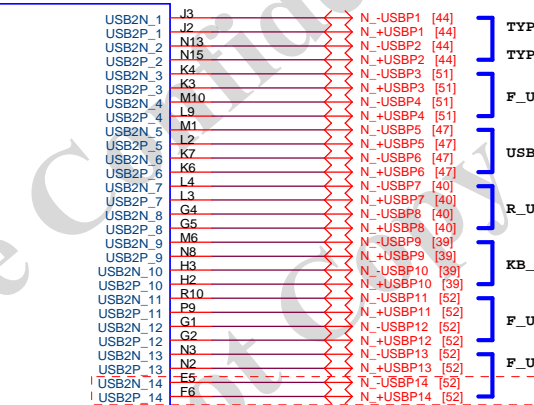 USB2N_1 J3 N_-USBP1 [44]
USB2P_1 J2 N_+USBP1 [44] TYP
USB2N_2 N13 N_-USBP2 [44]
USB2P_2 N15 N_+USBP2 [44] TYP
USB2N_3 K4 N_-USBP3 [51]
USB2P_3 K3 N_+USBP3 [51] F_U
USB2N_4 M10 N_-USBP4 [51]
USB2P_4 L9 N_+USBP4 [51]
USB2N_5 M1 N_-USBP5 [47]
USB2P_5 L2 N_+USBP5 [47] USB
USB2N_6 K7 N_-USBP6 [47]
USB2P_6 K6 N_+USBP6 [47]
USB2N_7 L4 N_-USBP7 [40]
USB2P_7 L3 N_+USBP7 [40] R_U
USB2N_8 G4 N_-USBP8 [40]
USB2P_8 G5 N_+USBP8 [40]
USB2N_9 M6 N_-USBP9 [39]
USB2P_9 N8 N_+USBP9 [39] KB_
USB2N_10 H3 N_-USBP10 [39]
USB2P_10 H2 N_+USBP10 [39]
USB2N_11 R10 N_-USBP11 [52]
USB2P_11 P9 N_+USBP11 [52] F_U
USB2N_12 G1 N_-USBP12 [52]
USB2P_12 G2 N_+USBP12 [52]
USB2N_13 N3 N_-USBP13 [52]
USB2P_13 N2 N_+USBP13 [52] F_U
USB2N_14 E5 N_-USBP14 [52]
USB2P_14 F6 N_+USBP14 [52]
Confide
Copy